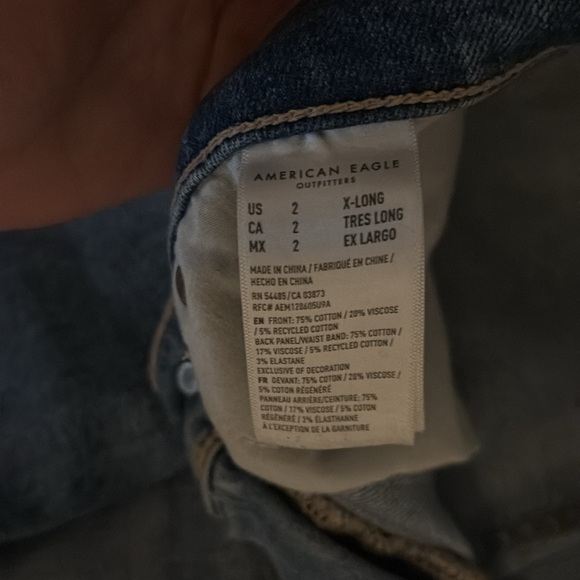 AMERICAN EAGLE
OUTFITTERS
US 2 X-LONG
CA 2 TRES LONG
MX 2 EX LARGO
MADE IN CHINA / FABRIQUÉ EN CHINE /
HECHO EN CHINA
RN 54485/CA 03873
RFC# AEM120605U9A
EN FRONT: 75% COTTON / 20% VISCOSE
/ 5% RECYCLED COTTON
BACK PANEL/WAIST BAND: 75% COTTON /
17% VISCOSE / 5% RECYCLED COTTON /
3% ELASTANE
EXCLUSIVE OF DECORATION
FR DEVANT: 75% COTON / 20% VISCOSE /
5% COTON RÉGÉNÉRÉ
PANNEAU ARRIÈRE/CEINTURE: 75%
COTON / 17% VISCOSE / 5% COTON
RÉGÉNÉRÉ / 3% ÉLASTHANNE
À L'EXCEPTION DE LA GARNITURE